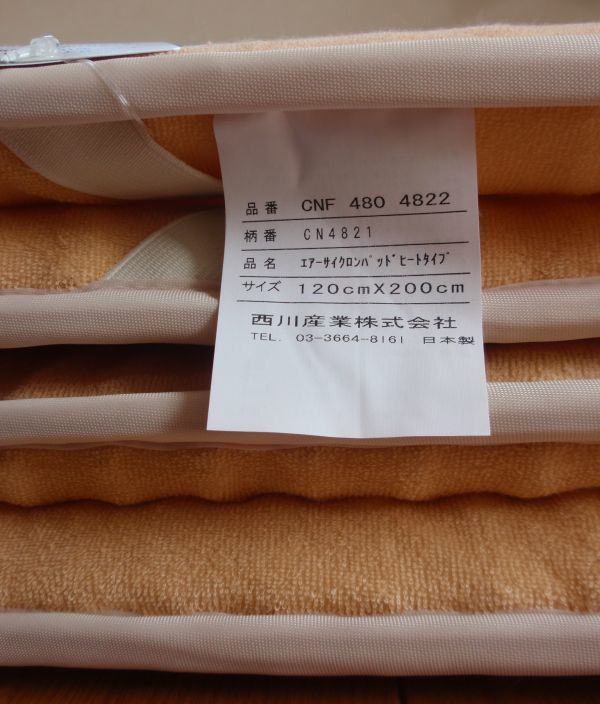 品番 CNF 480 4822
柄番 CN4821
品名 ｴｱｰｻｲｸﾛﾝﾊﾟｯﾄﾞﾋｰﾄﾀｲﾌﾟ
サイズ 120cmX200cm
西川産業株式会社
TEL. 03-3664-8161 日本製